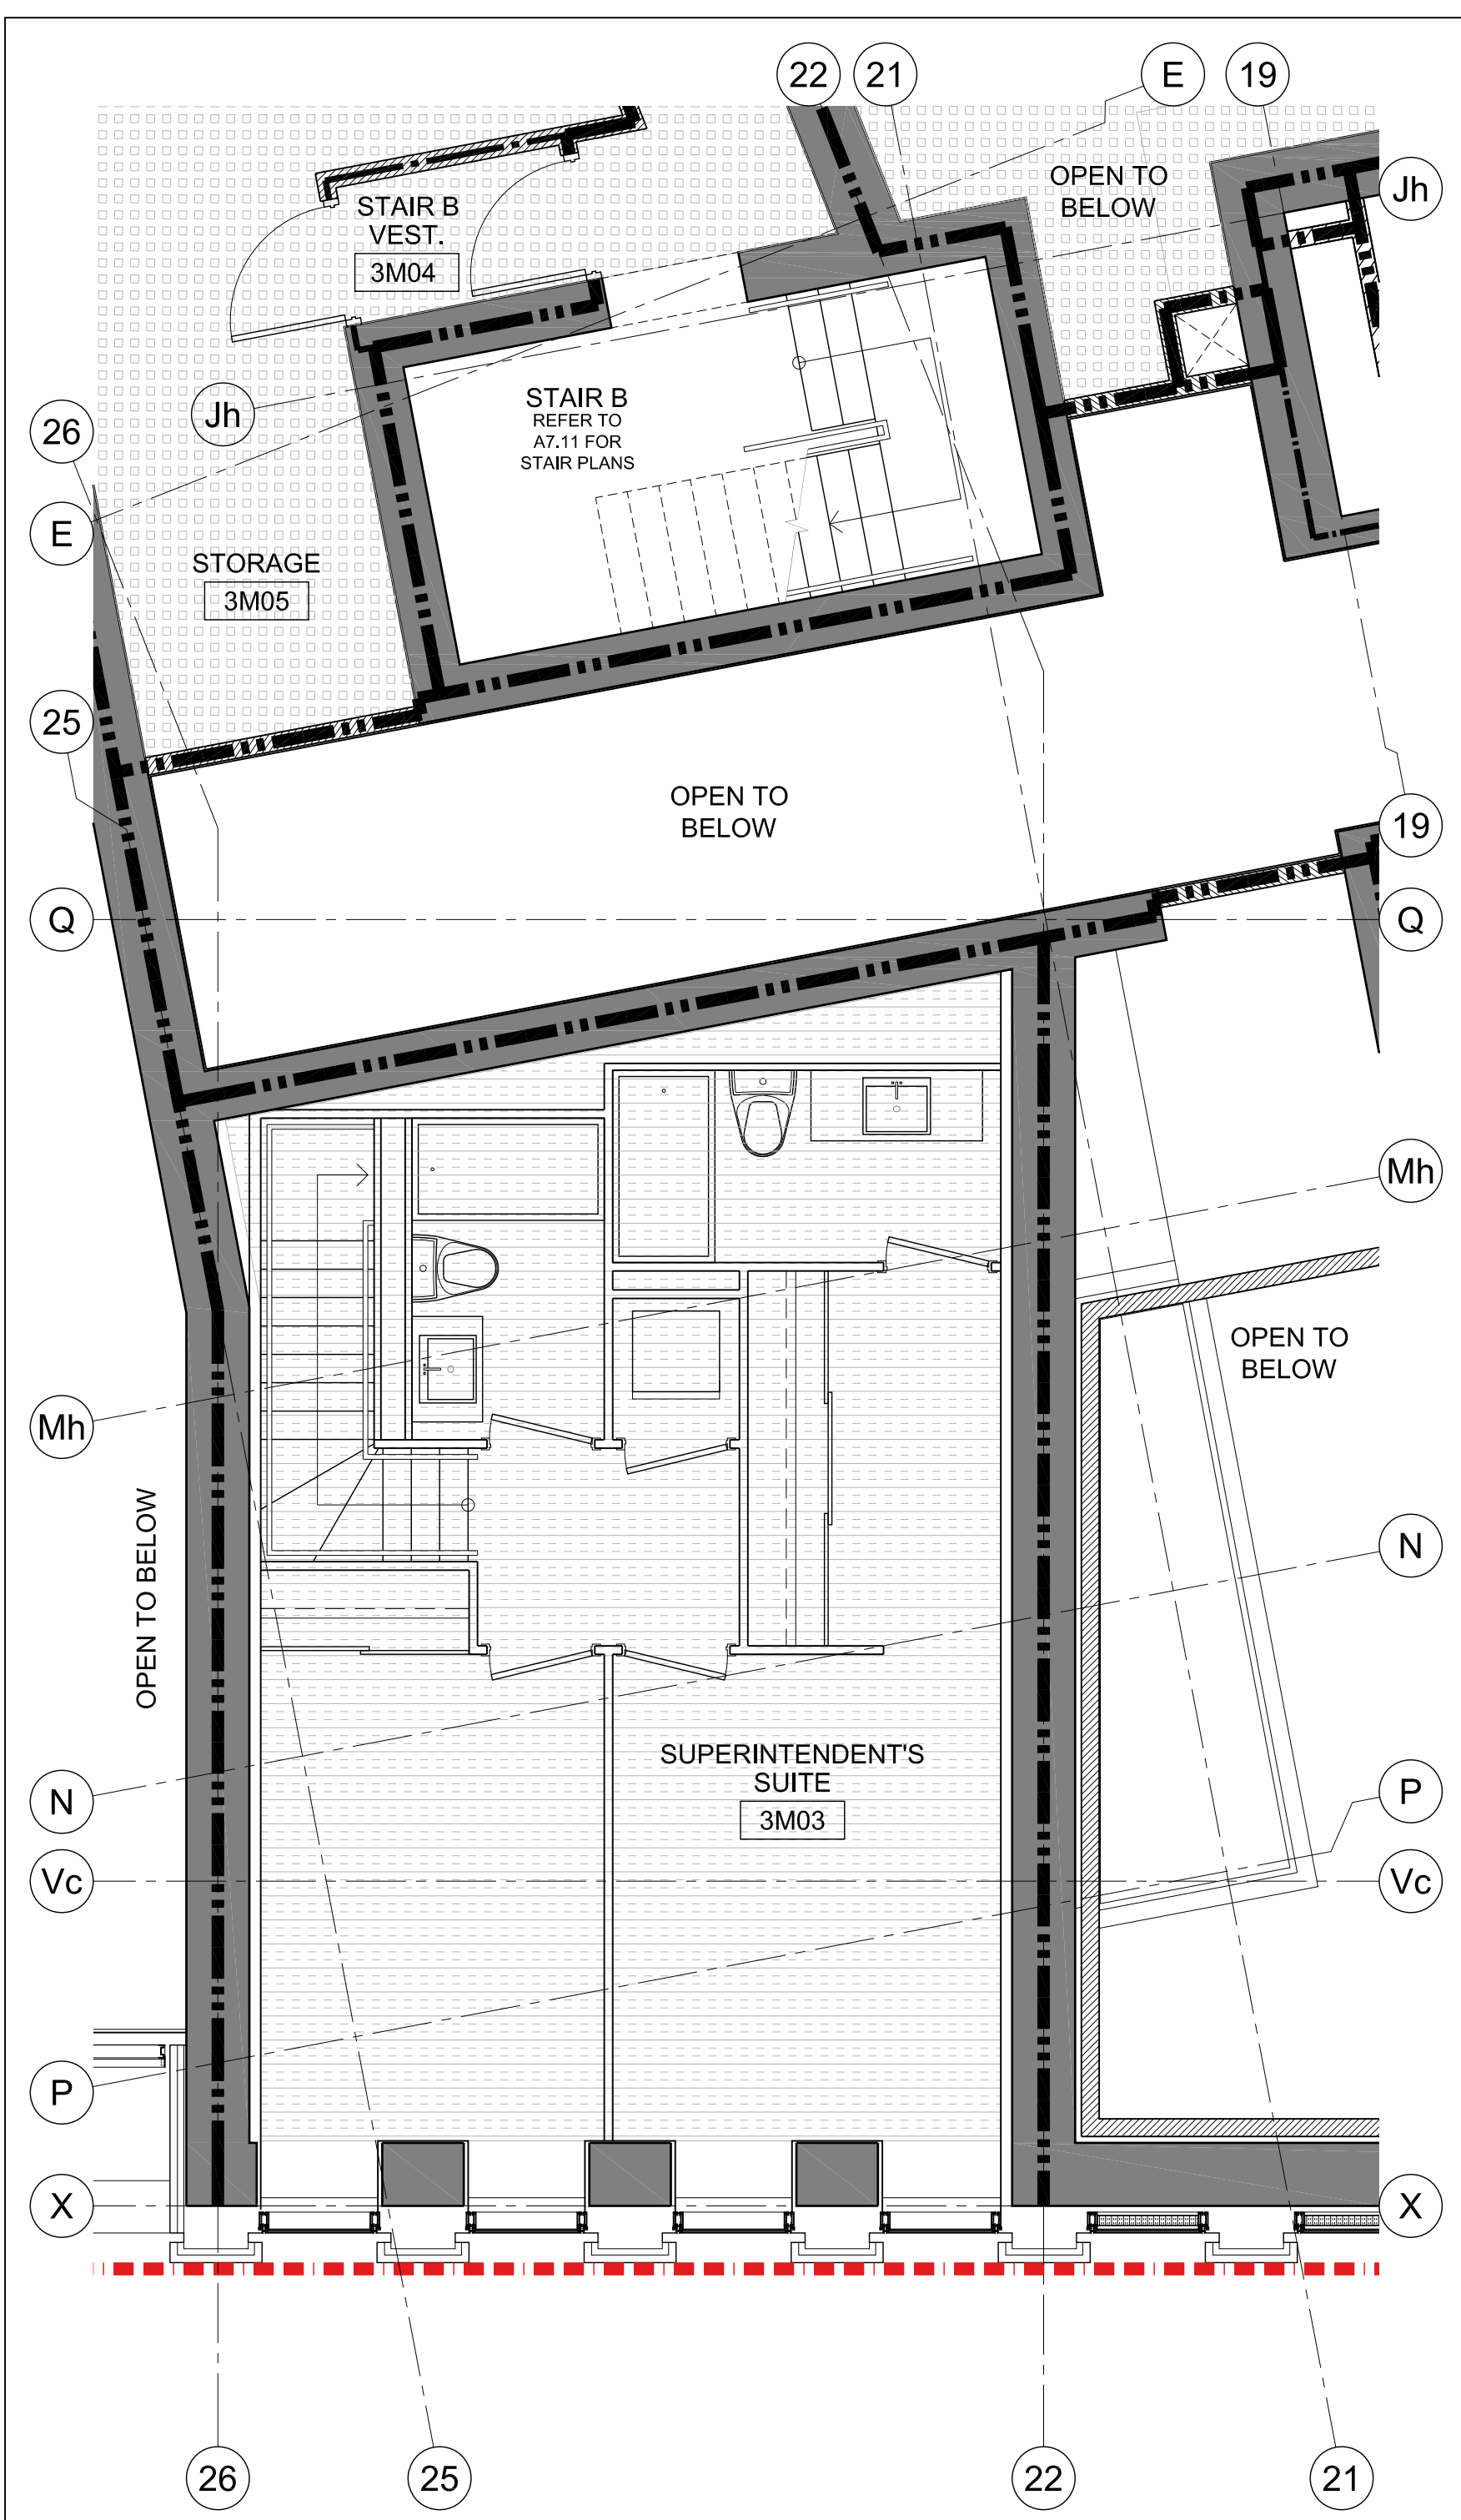 22
21
E
19
OPEN TO
BELOW
Jh
STAIR B
VEST.
3M04
STAIR B
REFER TO
A7.11 FOR
STAIR PLANS
Jh
26
E
STORAGE
3M05
25
OPEN TO
BELOW
19
Q
Q
Mh
OPEN TO
BELOW
Mh
OPEN TO BELOW
N
SUPERINTENDENT'S
SUITE
3M03
N
P
Vc
Vc
P
X
X
26
25
22
21